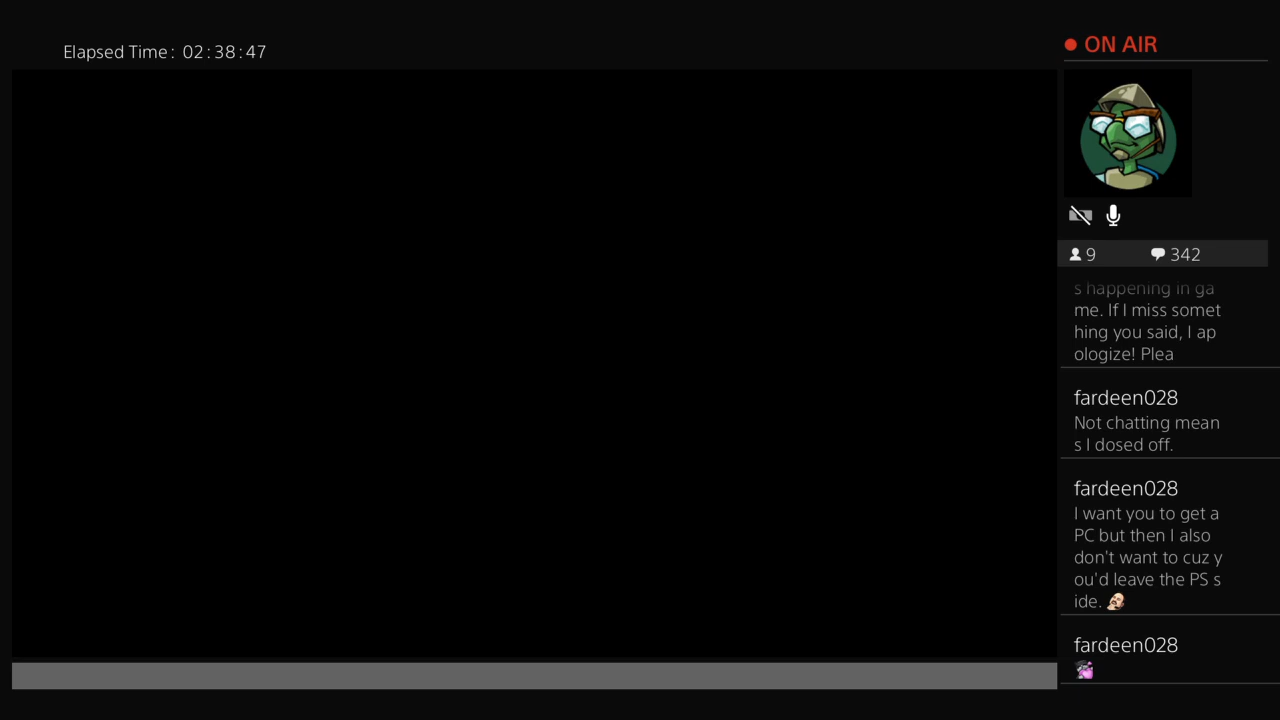 Elapsed Time: 02:38:47
ON AIR
9 342
s happening in ga
me. If I miss somet
hing you said, I ap
ologize! Plea
fardeen028
Not chatting mean
s I dosed off.
fardeen028
I want you to get a
PC but then I also
don't want to cuz y
ou'd leave the PS s
ide.
fardeen028